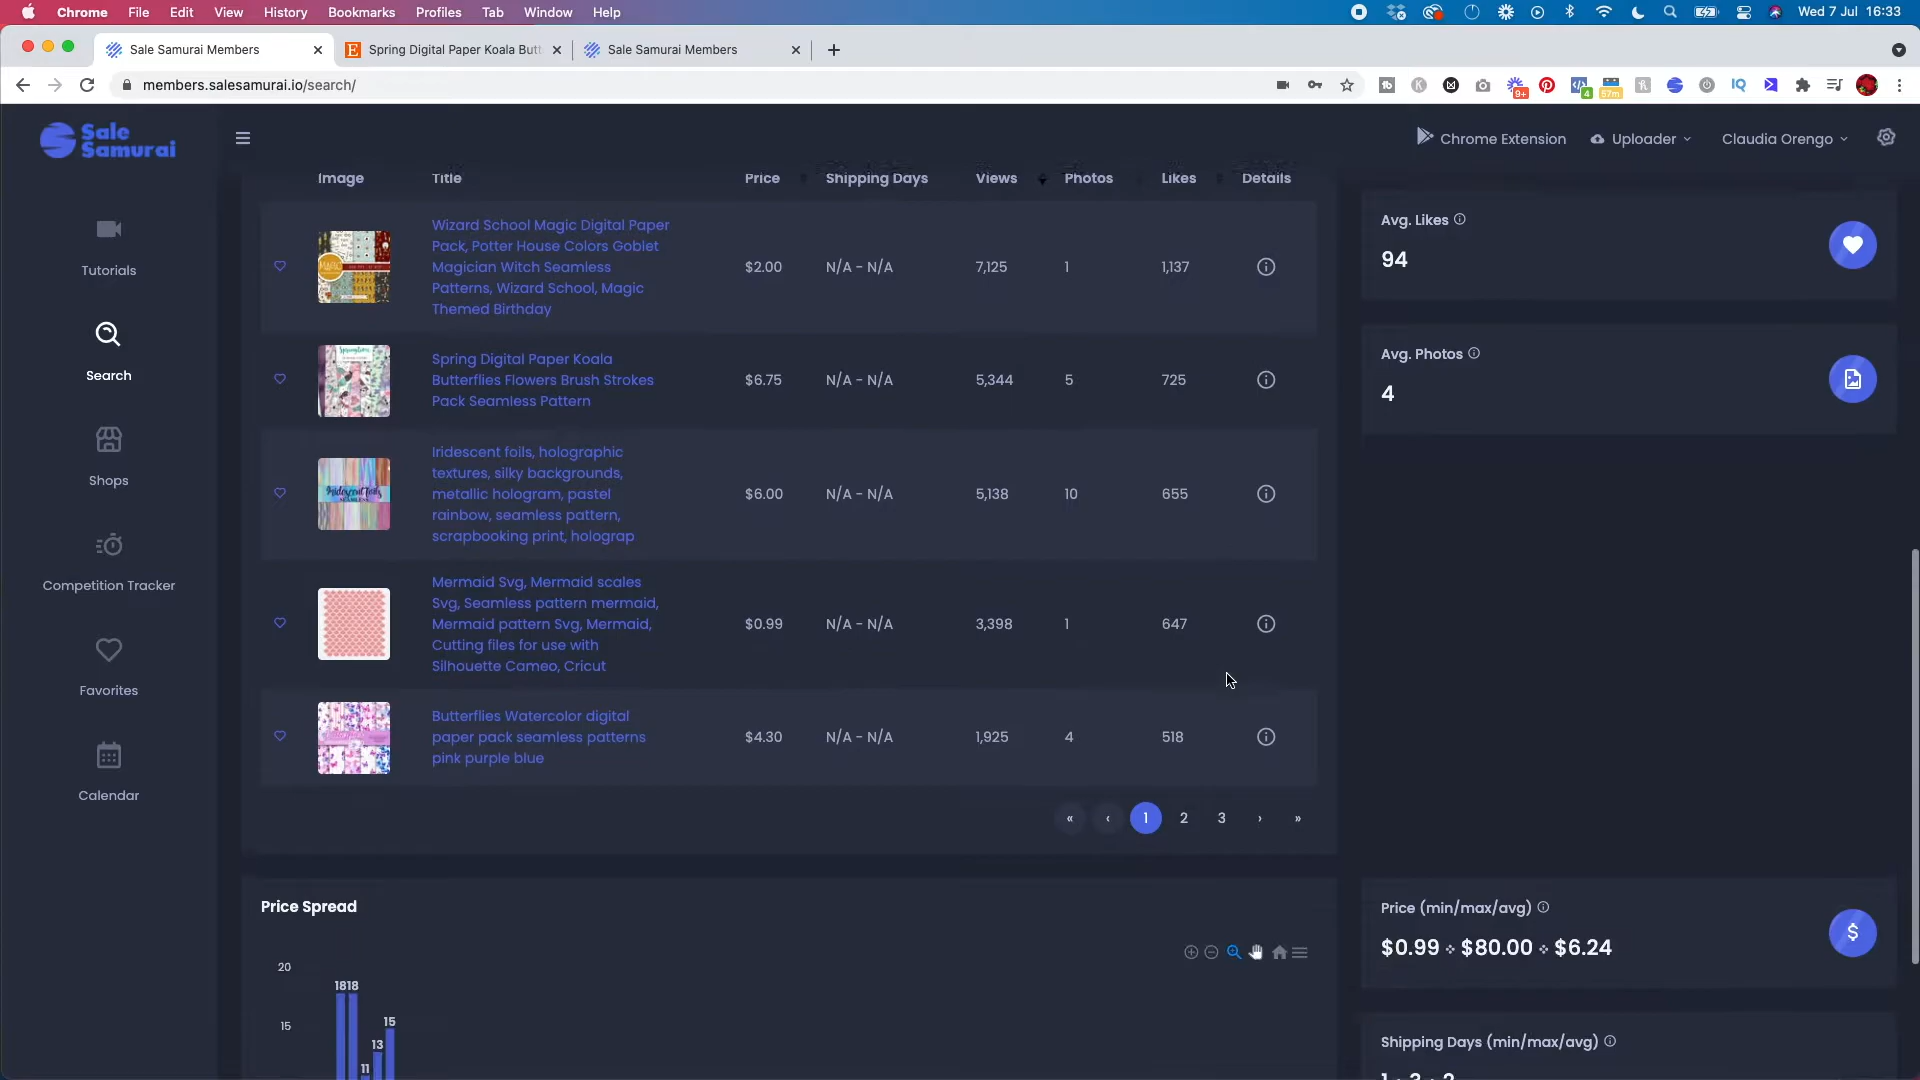 Chrome File Edit View History Bookmarks Profiles Tab Window Help Wed 7 Jul 16:33
Sale Samurai Members Spring Digital Paper Koala Butt Sale Samurai Members
members.salesamurai.io/search/
9+ 4 57m IQ
Sale
Samurai
Chrome Extension Uploader Claudia Orengo
Tutorials
Search
Shops
Competition Tracker
Favorites
Calendar
Image Title Price Shipping Days Views Photos Likes Details
Wizard School Magic Digital Paper
Pack, Potter House Colors Goblet
Magician Witch Seamless
Patterns, Wizard School, Magic
Themed Birthday
$2.00 N/A - N/A 7,125 1 1,137
Spring Digital Paper Koala
Butterflies Flowers Brush Strokes
Pack Seamless Pattern
$6.75 N/A - N/A 5,344 5 725
Iridescent foils, holographic
textures, silky backgrounds,
metallic hologram, pastel
rainbow, seamless pattern,
scrapbooking print, holograp
$6.00 N/A - N/A 5,138 10 655
Mermaid Svg, Mermaid scales
Svg, Seamless pattern mermaid,
Mermaid pattern Svg, Mermaid,
Cutting files for use with
Silhouette Cameo, Cricut
$0.99 N/A - N/A 3,398 1 647
Butterflies Watercolor digital
paper pack seamless patterns
pink purple blue
$4.30 N/A - N/A 1,925 4 518
« ‹ 1 2 3 › »
Avg. Likes
94
Avg. Photos
4
Price Spread
20
1818
15
15
13
11
Price (min/max/avg)
$0.99 $80.00 $6.24
$
Shipping Days (min/max/avg)